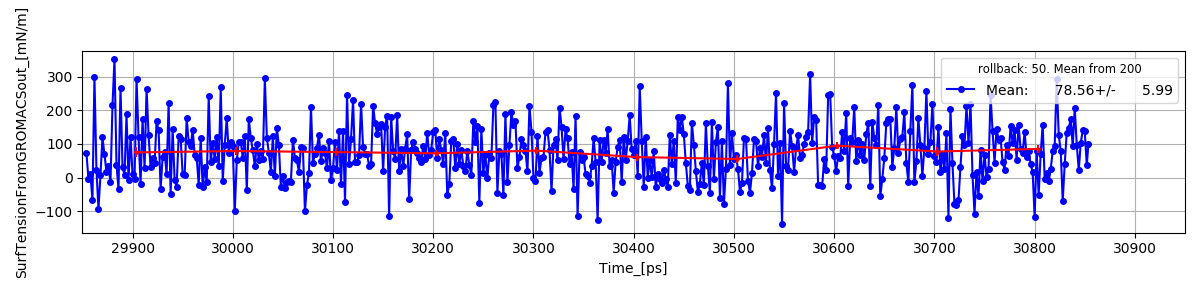 SurfTensionFromGROMACSout_[mN/m]
300
200
100
0
−100
rollback: 50. Mean from 200
Mean: 78.56+/- 5.99
29900 30000 30100 30200 30300 30400 30500 30600 30700 30800 30900
Time_[ps]